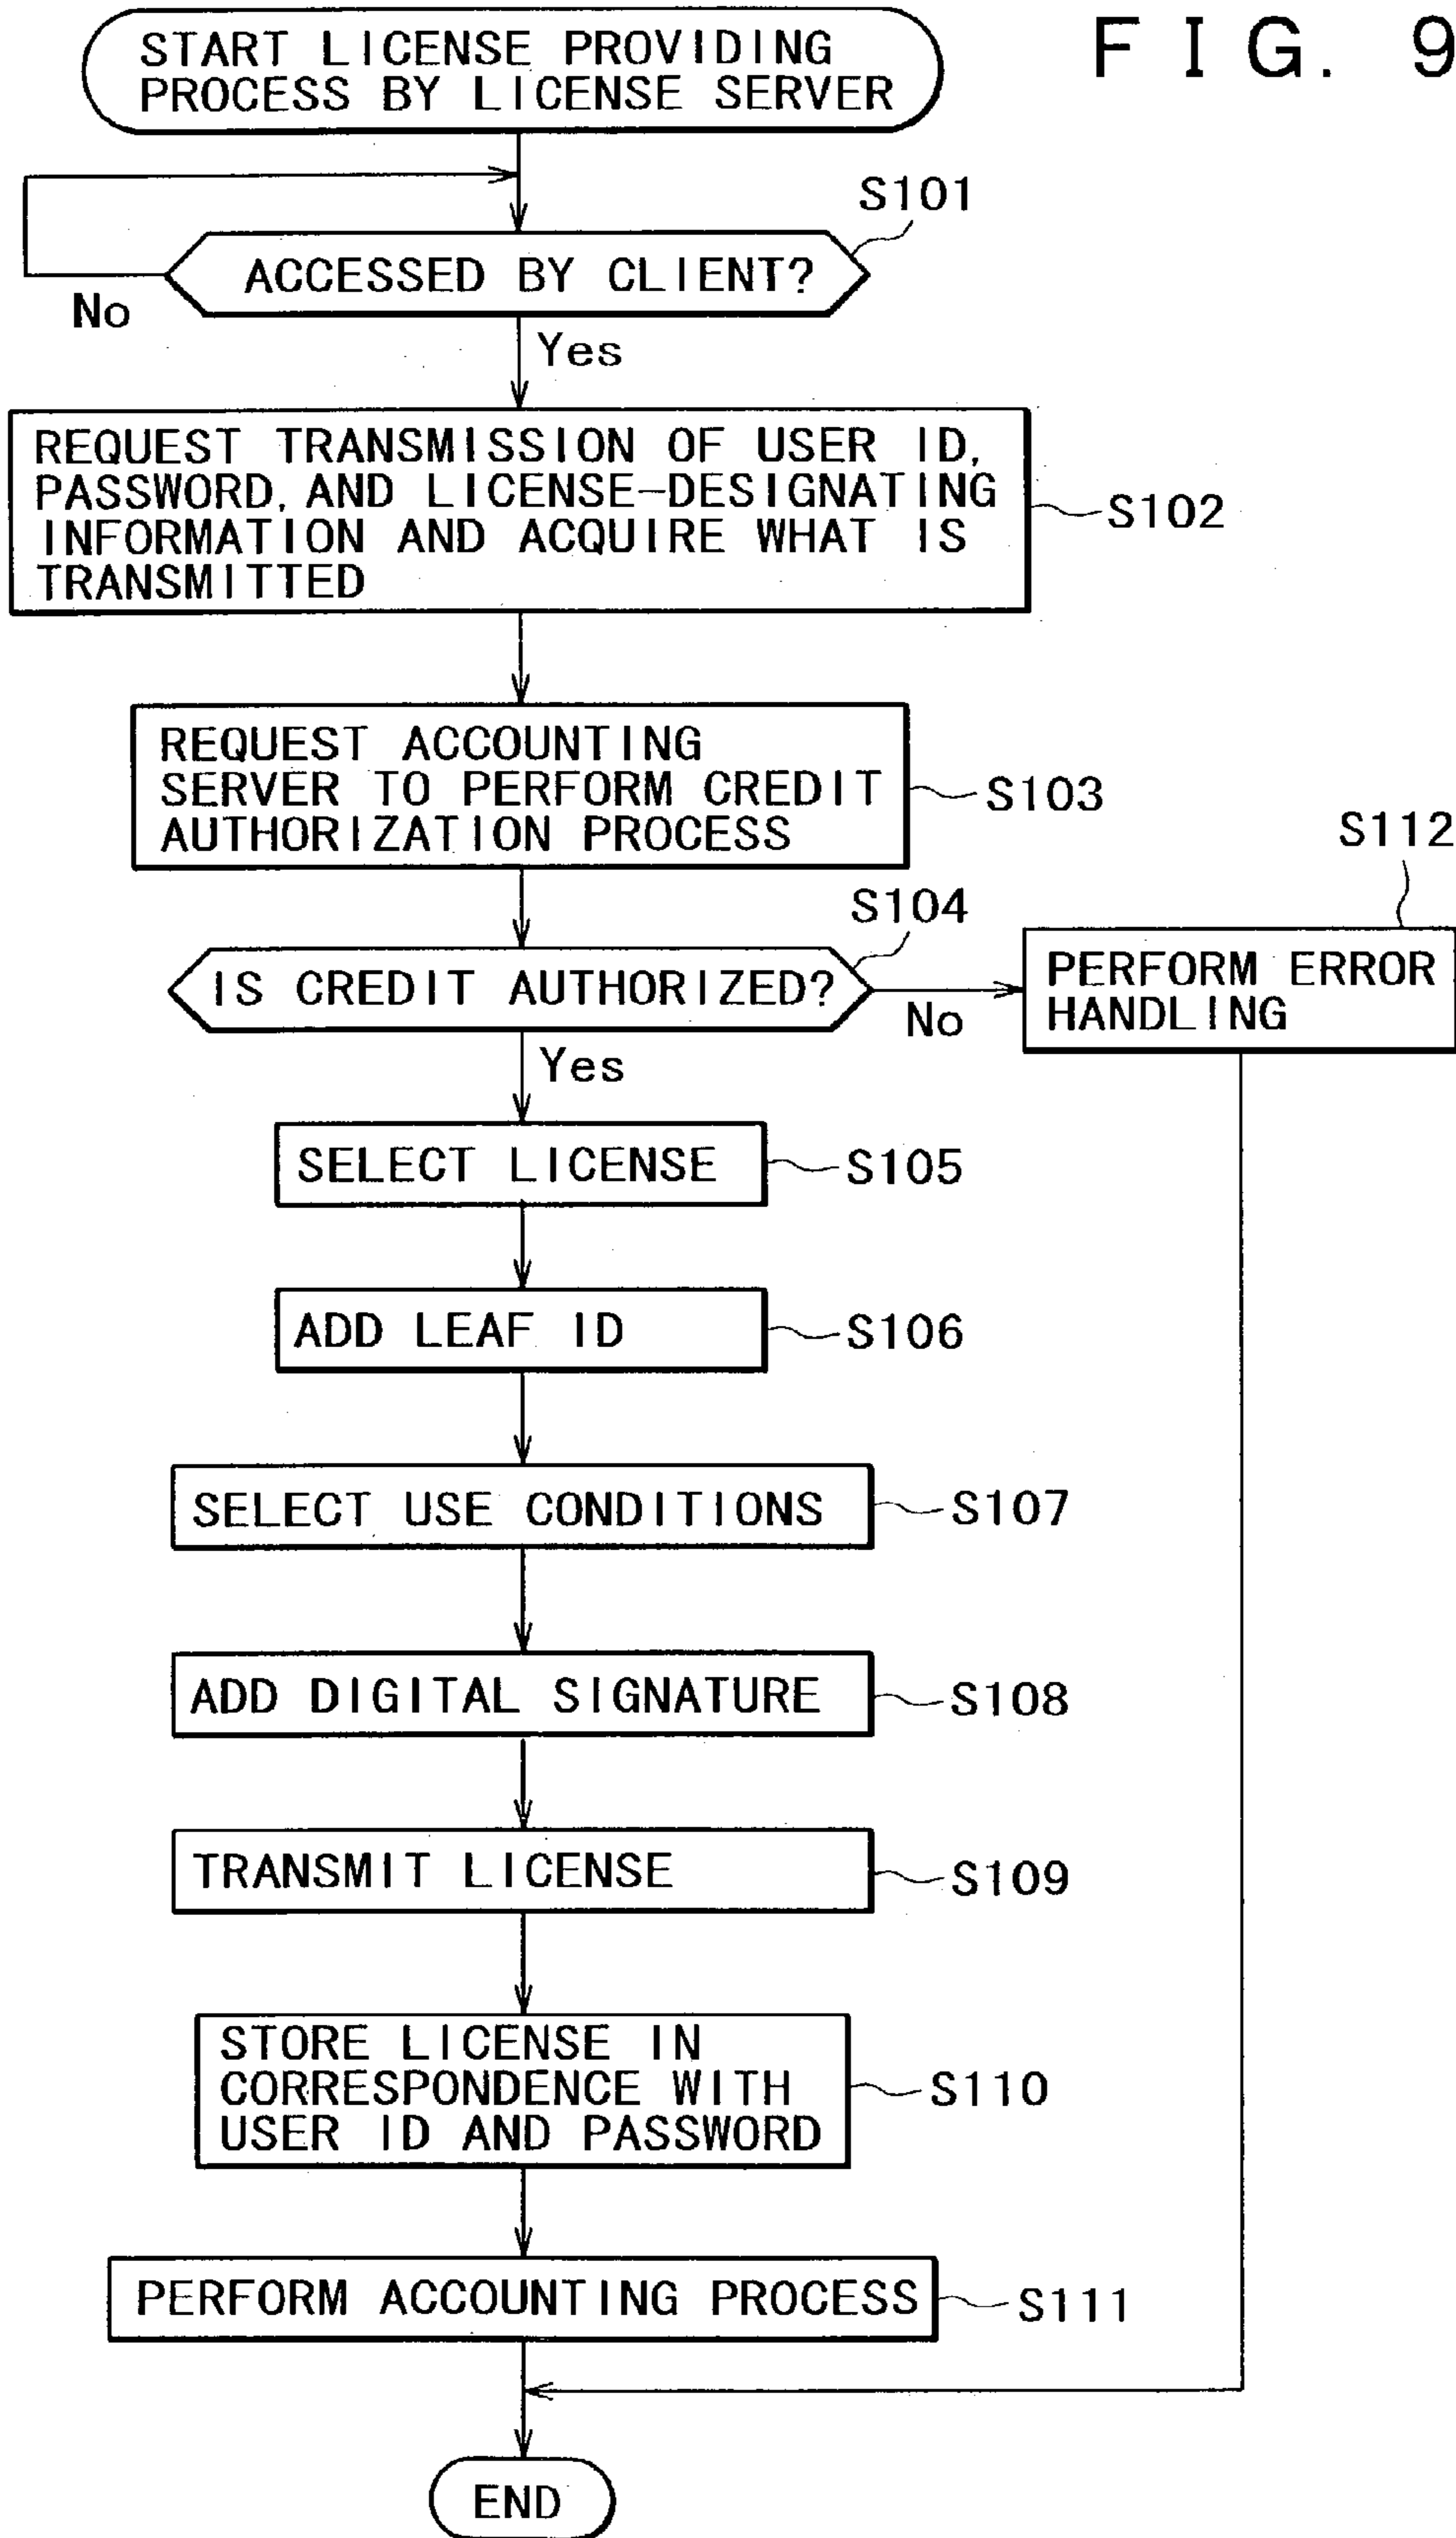 FIG. 9
START LICENSE PROVIDING
PROCESS BY LICENSE SERVER
S101
ACCESSED BY CLIENT?
No
Yes
REQUEST TRANSMISSION OF USER ID,
PASSWORD, AND LICENSE-DESIGNATING
INFORMATION AND ACQUIRE WHAT IS
TRANSMITTED
S102
REQUEST ACCOUNTING
SERVER TO PERFORM CREDIT
AUTHORIZATION PROCESS
S103
S104
IS CREDIT AUTHORIZED?
No
S112
PERFORM ERROR
HANDLING
Yes
SELECT LICENSE
S105
ADD LEAF ID
S106
SELECT USE CONDITIONS
S107
ADD DIGITAL SIGNATURE
S108
TRANSMIT LICENSE
S109
STORE LICENSE IN
CORRESPONDENCE WITH
USER ID AND PASSWORD
S110
PERFORM ACCOUNTING PROCESS
S111
END